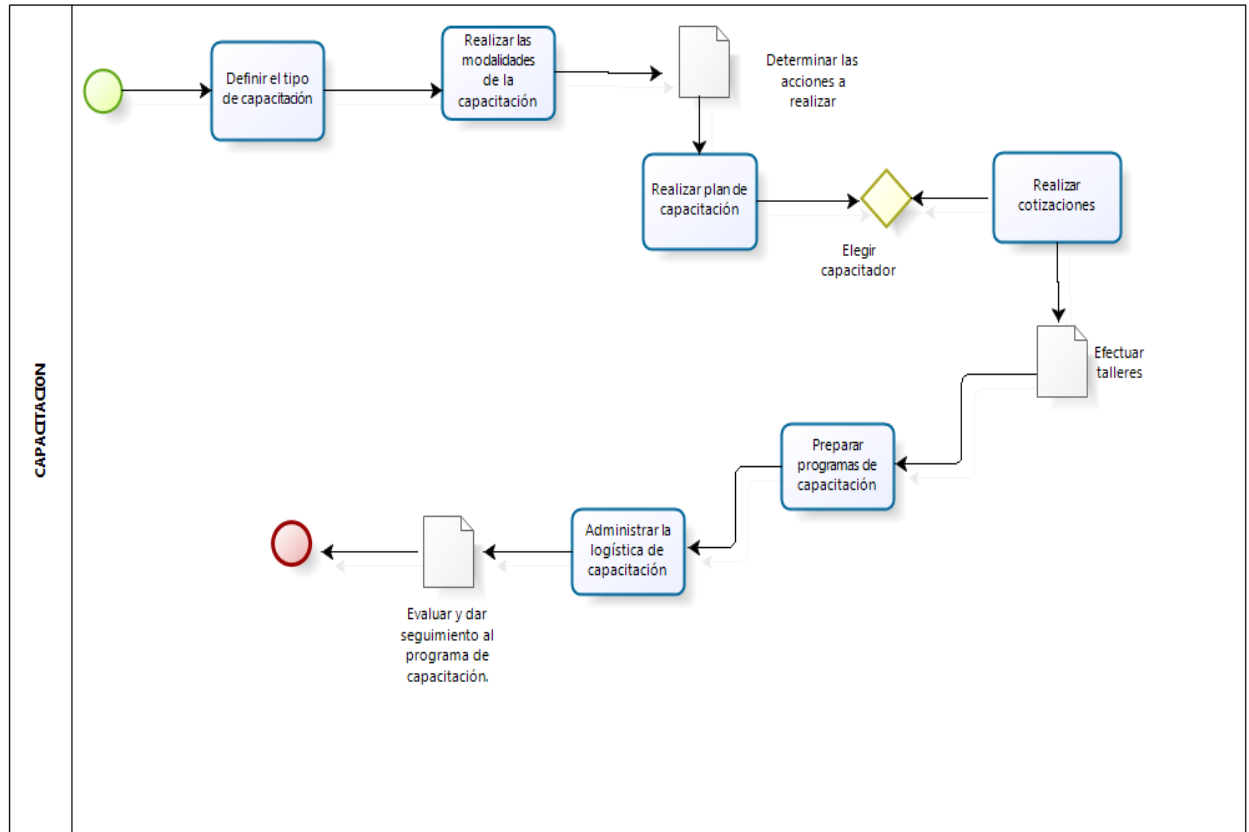 CAPACITACION
Definir el tipo
de capacitación
Realizar las
modalidades
de la
capacitación
Determinar las
acciones a
realizar
Realizar plan de
capacitación
Elegir
capacitador
Realizar
cotizaciones
Efectuar
talleres
Preparar
programas de
capacitación
Administrar la
logística de
capacitación
Evaluar y dar
seguimiento al
programa de
capacitación.